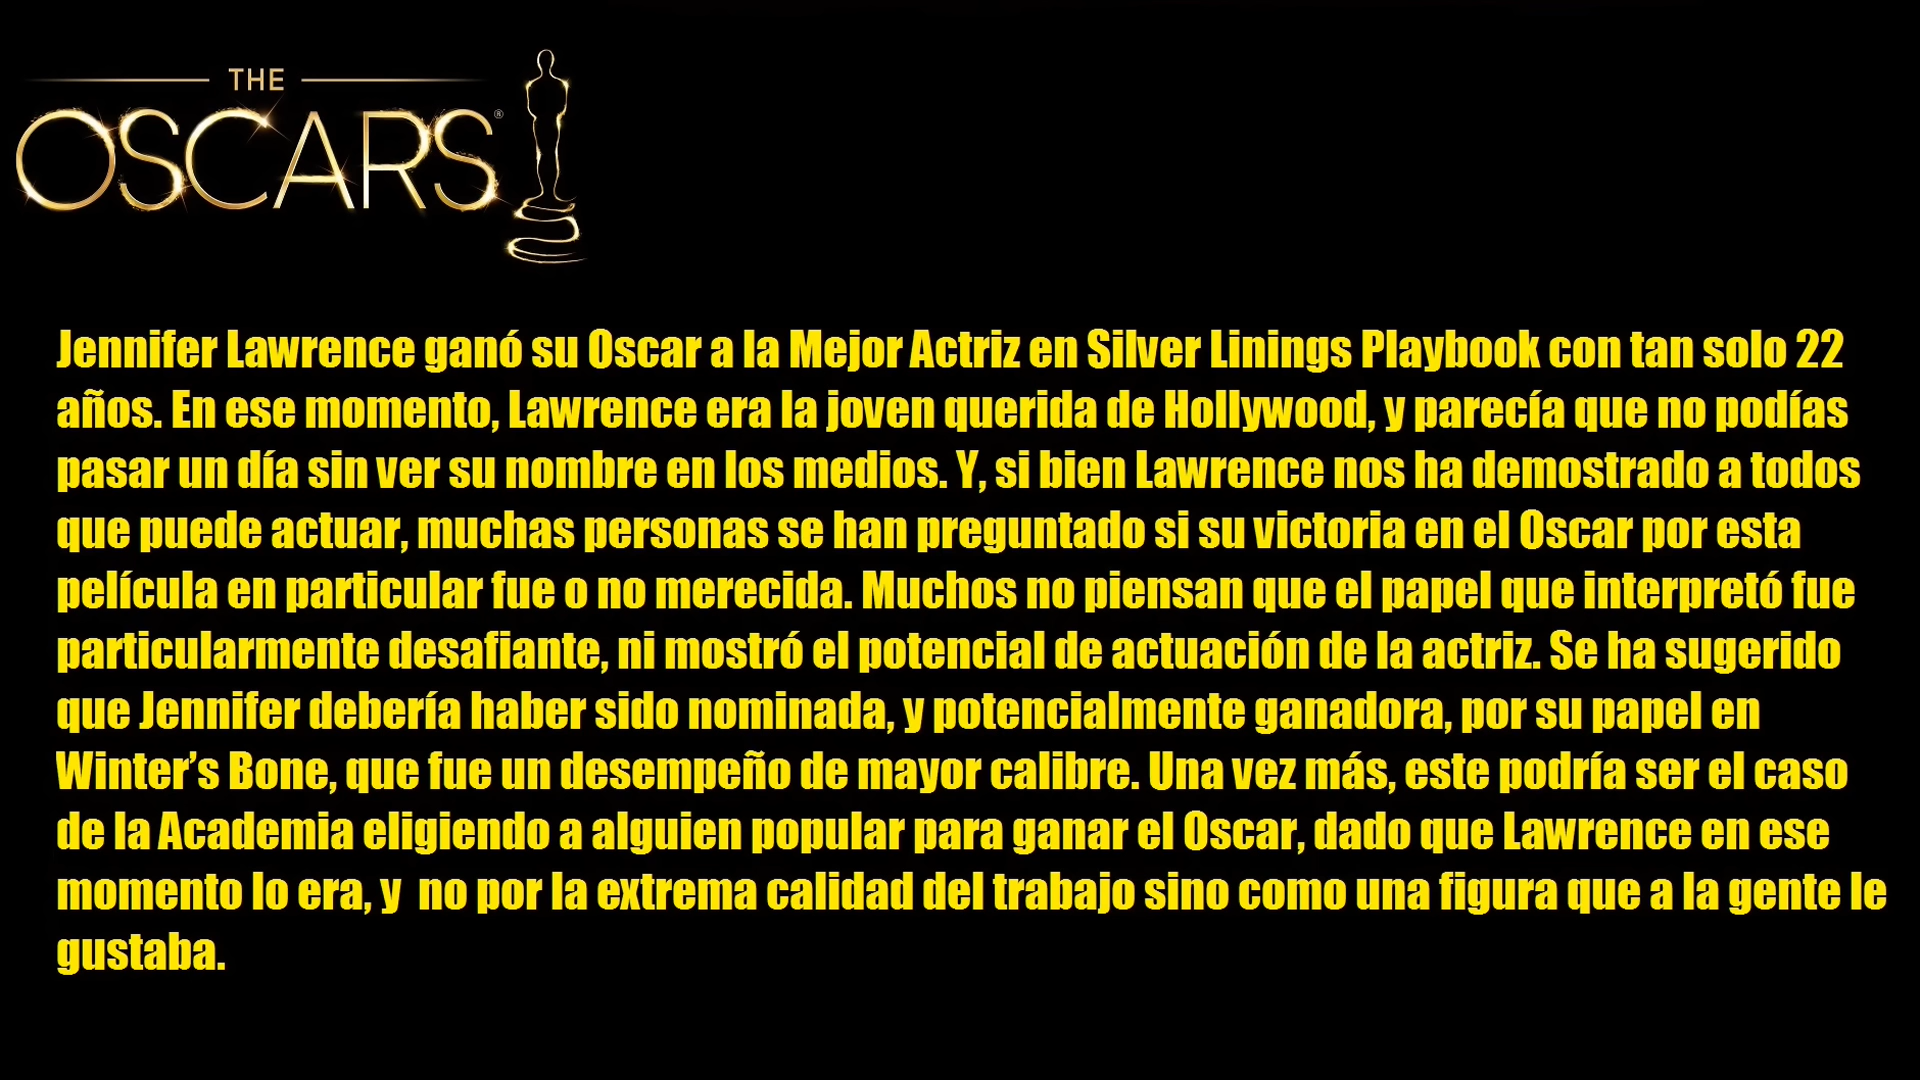 THE
OSCARS®
Jennifer Lawrence ganó su Oscar a la Mejor Actriz en Silver Linings Playbook con tan solo 22
años. En ese momento, Lawrence era la joven querida de Hollywood, y parecía que no podías
pasar un día sin ver su nombre en los medios. Y, si bien Lawrence nos ha demostrado a todos
que puede actuar, muchas personas se han preguntado si su victoria en el Oscar por esta
película en particular fue o no merecida. Muchos no piensan que el papel que interpretó fue
particularmente desafiante, ni mostró el potencial de actuación de la actriz. Se ha sugerido
que Jennifer debería haber sido nominada, y potencialmente ganadora, por su papel en
Winter’s Bone, que fue un desempeño de mayor calibre. Una vez más, este podría ser el caso
de la Academia eligiendo a alguien popular para ganar el Oscar, dado que Lawrence en ese
momento lo era, y  no por la extrema calidad del trabajo sino como una figura que a la gente le
gustaba.